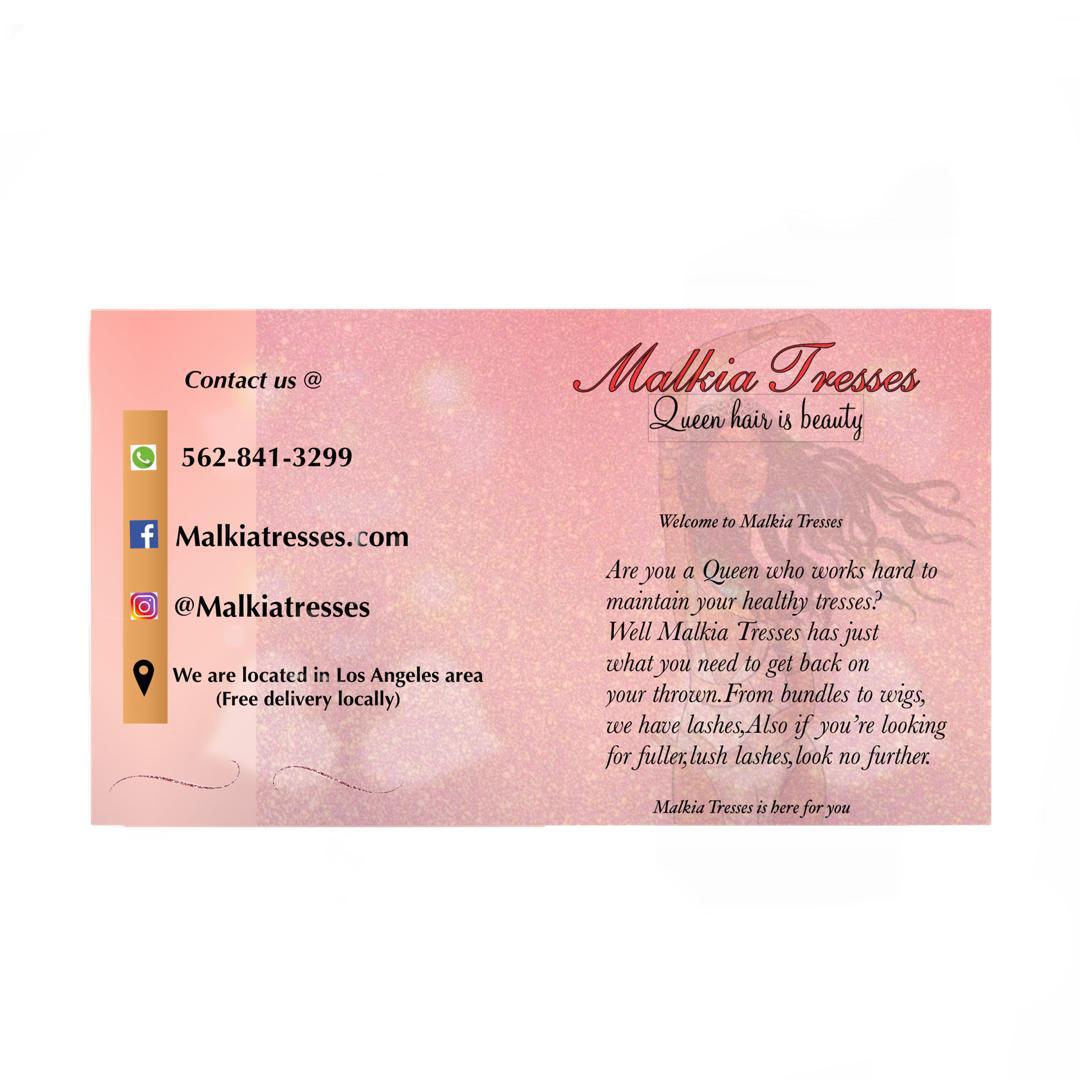 Contact us @
562-841-3299
Malkiatresses.com
@Malkiatresses
We are located in Los Angeles area
(Free delivery locally)
Malkia Tresses
Queen hair is beauty
Welcome to Malkia Tresses
Are you a Queen who works hard to
maintain your healthy tresses?
Well Malkia Tresses has just
what you need to get back on
your thrown.From bundles to wigs,
we have lashes,Also if you're looking
for fuller,lush lashes,look no further.
Malkia Tresses is here for you